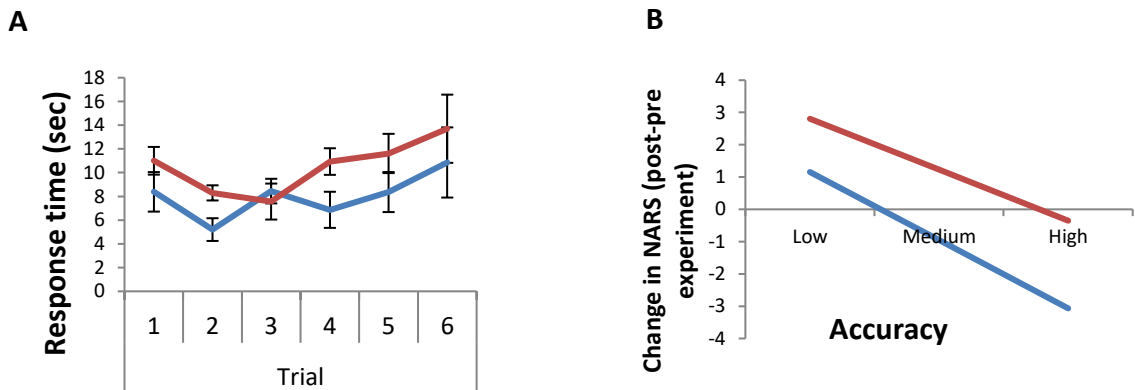 A
Response time (sec)
18
16
14
12
10
8
6
4
2
0
1 2 3 4 5 6
Trial
B
Change in NARS (post-pre
experiment)
4
3
2
1
0
-1
-2
-3
-4
Low Medium High
Accuracy